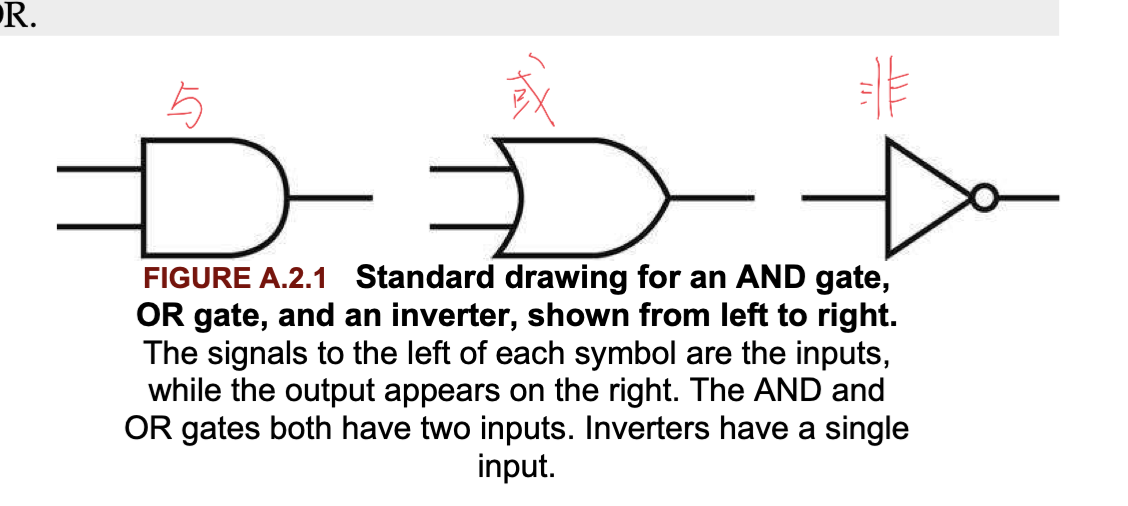 OR.
与 或 非
FIGURE A.2.1 Standard drawing for an AND gate,
OR gate, and an inverter, shown from left to right.
The signals to the left of each symbol are the inputs,
while the output appears on the right. The AND and
OR gates both have two inputs. Inverters have a single
input.